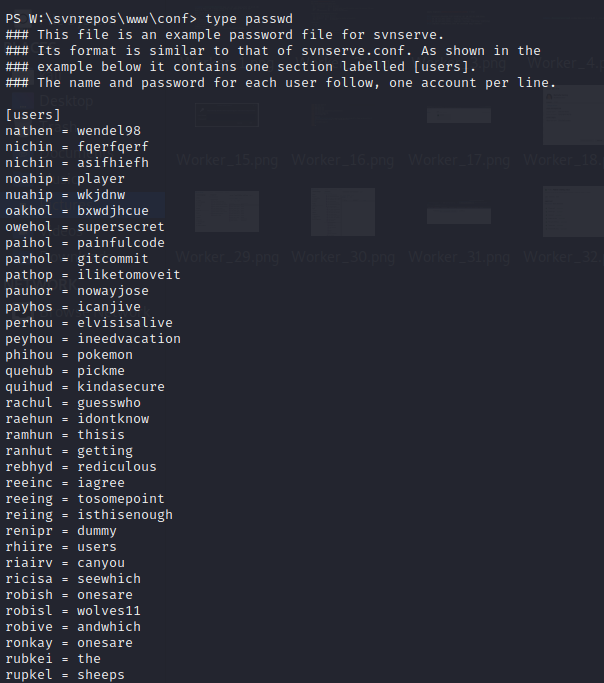 PS W:\svnrepos\www\conf> type passwd
### This file is an example password file for svnserve.
### Its format is similar to that of svnserve.conf. As shown in the
### example below it contains one section labelled [users].
### The name and password for each user follow, one account per line.
[users]
nathen = wendel98
nichin = fqerfqerf
nichin = asifhiefh
noahip = player
nuahip = wkjdnw
oakhol = bxwdjhcue
owehol = supersecret
paihol = painfulcode
parhol = gitcommit
pathop = iliketomoveit
pauhor = nowayjose
payhos = icanjive
perhou = elvisisalive
peyhou = ineedvacation
phihou = pokemon
quehub = pickme
quihud = kindasecure
rachul = guesswho
raehun = idontknow
ramhun = thisis
ranhut = getting
rebhyd = rediculous
reeinc = iagree
reeing = tosomepoint
reiing = isthisenough
renipr = dummy
rhiire = users
riairv = canyou
ricisa = seewhich
robish = onesare
robisl = wolves11
robive = andwhich
ronkay = onesare
rubkei = the
rupkel = sheeps
Desktop
Worker_4.png
Worker_15.png
Worker_16.png
Worker_17.png
Worker_18.
Worker_29.png
Worker_30.png
Worker_31.png
Worker_32.